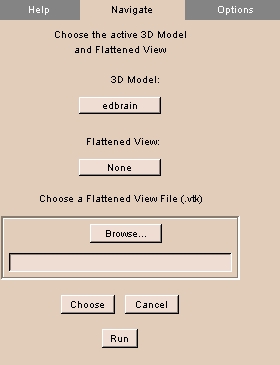 Help Navigate Options
Choose the active 3D Model
and Flattened View
3D Model:
edbrain
Flattened View:
None
Choose a Flattened View File (.vtk)
Browse...
Choose Cancel
Run